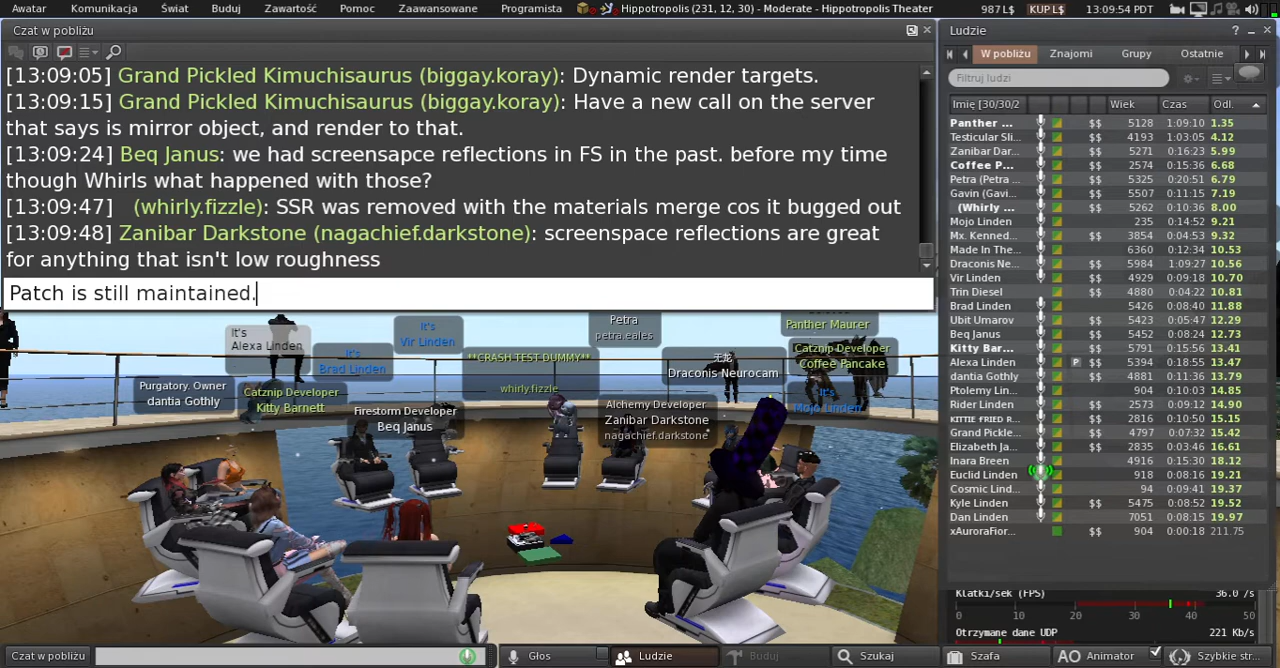 Awatar Komunikacja Świat Buduj Zawartość Pomoc Zaawansowane Programista Hippotropolis (231, 12, 30) - Moderate - Hippotropolis Theater 987 L$ KUP L$ 13:09:54 PDT
Czat w pobliżu
[13:09:05] Grand Pickled Kimuchisaurus (biggay.koray): Dynamic render targets.
[13:09:15] Grand Pickled Kimuchisaurus (biggay.koray): Have a new call on the server
that says is mirror object, and render to that.
[13:09:24] Beq Janus: we had screensapce reflections in FS in the past. before my time
though Whirls what happened with those?
[13:09:47] (whirly.fizzle): SSR was removed with the materials merge cos it bugged out
[13:09:48] Zanibar Darkstone (nagachief.darkstone): screenspace reflections are great
for anything that isn't low roughness
Patch is still maintained.
It's
Alexa Linden
It's
Brad Linden
It's
Vir Linden
Petra
petra.eales
Panther Maurer
**CRASH TEST DUMMY**
whirly.fizzle
无龙
Draconis Neurocam
Catznip Developer
Coffee Pancake
It's
Mojo Linden
Purgatory. Owner
dantia Gothly
Catznip Developer
Kitty Barnett
Firestorm Developer
Beq Janus
Alchemy Developer
Zanibar Darkstone
nagachief.darkstone
Ludzie
W pobliżu Znajomi Grupy Ostatnie
Filtruj ludzi
Imię [30/30/2 Wiek Czas Odl.
Panther ... $$ 5128 1:09:10 1.35
Testicular Sli... $$ 4193 1:03:05 4.12
Zanibar Dar... $$ 5271 0:16:23 5.99
Coffee P... $$ 2574 0:15:36 6.68
Petra (Petra ... $$ 5325 0:20:51 6.79
Gavin (Gavi... $$ 5507 0:11:15 7.19
(Whirly ... $$ 5262 0:10:36 8.00
Mojo Linden 235 0:14:52 9.21
Mx. Kenned... $$ 3854 0:04:53 9.32
Made In The... 6360 0:12:34 10.53
Draconis Ne... $$ 5984 1:09:27 10.56
Vir Linden $$ 4929 0:09:18 10.70
Trin Diesel $$ 4880 0:04:22 10.81
Brad Linden 5426 0:08:40 11.88
Ubit Umarov $$ 5423 0:05:47 12.29
Beq Janus $$ 5452 0:08:24 12.73
Kitty Bar... $$ 5791 0:15:56 13.41
Alexa Linden P $$ 5394 0:18:55 13.47
dantia Gothly $$ 4881 0:11:36 13.79
Ptolemy Lin... 904 0:10:03 14.85
Rider Linden $$ 2573 0:09:12 14.90
ᴋɪᴛᴛɪᴇ ғʀɪᴇᴅ ʀ... $$ 2816 0:10:50 15.15
Grand Pickle... $$ 4797 0:07:32 15.42
Elizabeth Ja... $$ 2835 0:03:46 16.61
Inara Breen 4916 0:15:30 18.12
Euclid Linden 918 0:08:16 19.21
Cosmic Lind... 94 0:09:41 19.37
Kyle Linden $$ 5475 0:08:52 19.52
Dan Linden 7051 0:08:15 19.97
xAuroraFior... $$ 904 0:00:18 211.75
Klatki/sek (FPS) 36.0 /s
0 10 20 30 40 50
Otrzymane dane UDP 221 Kb/s
Czat w pobliżu Głos Ludzie Buduj Szukaj Szafa AO Animator Szybkie str...